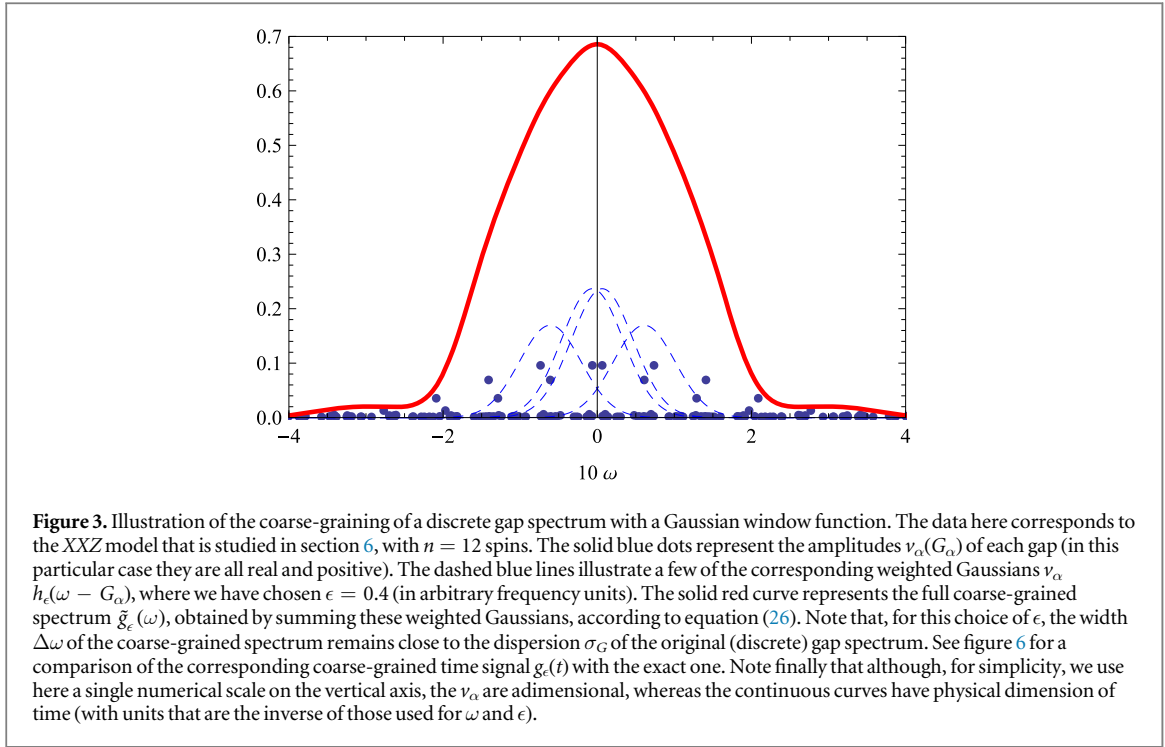 0.7
0.6
0.5
0.4
0.3
0.2
0.1
0.0
−4
−2
0
2
4
10 ω
Figure 3. Illustration of the coarse-graining of a discrete gap spectrum with a Gaussian window function. The data here corresponds to
the XXZ model that is studied in section 6, with n = 12 spins. The solid blue dots represent the amplitudes vα(Gα) of each gap (in this
particular case they are all real and positive). The dashed blue lines illustrate a few of the corresponding weighted Gaussians vα
hϵ(ω − Gα), where we have chosen ϵ = 0.4 (in arbitrary frequency units). The solid red curve represents the full coarse-grained
spectrum g̃ϵ(ω), obtained by summing these weighted Gaussians, according to equation (26). Note that, for this choice of ϵ, the width
Δω of the coarse-grained spectrum remains close to the dispersion σG of the original (discrete) gap spectrum. See figure 6 for a
comparison of the corresponding coarse-grained time signal gϵ(t) with the exact one. Note finally that although, for simplicity, we use
here a single numerical scale on the vertical axis, the vα are adimensional, whereas the continuous curves have physical dimension of
time (with units that are the inverse of those used for ω and ϵ).